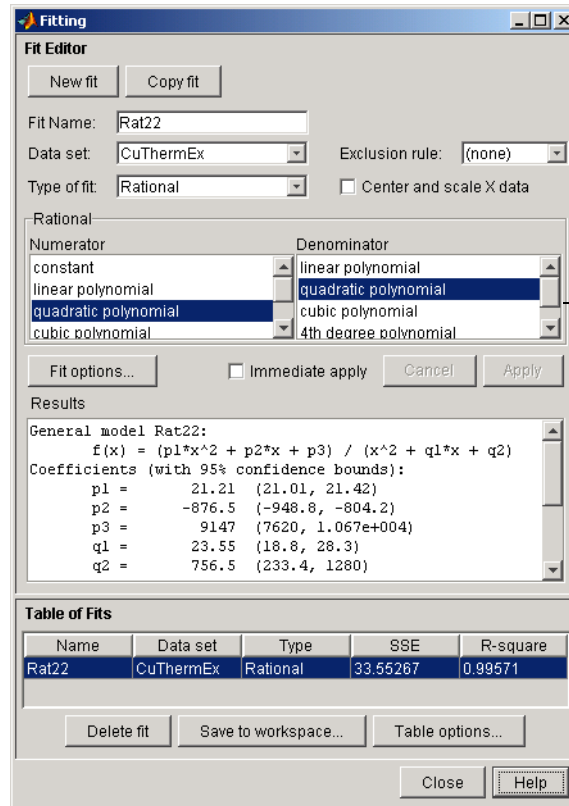 Fitting
Fit Editor
New fit Copy fit
Fit Name: Rat22
Data set: CuThermEx Exclusion rule: (none)
Type of fit: Rational Center and scale X data
Rational
Numerator Denominator
constant linear polynomial
linear polynomial quadratic polynomial
quadratic polynomial cubic polynomial
cubic polynomial 4th degree polynomial
Fit options... Immediate apply Cancel Apply
Results
General model Rat22:
f(x) = (p1*x^2 + p2*x + p3) / (x^2 + q1*x + q2)
Coefficients (with 95% confidence bounds):
p1 = 21.21 (21.01, 21.42)
p2 = -876.5 (-948.8, -804.2)
p3 = 9147 (7620, 1.067e+004)
q1 = 23.55 (18.8, 28.3)
q2 = 756.5 (233.4, 1280)
Table of Fits
Name Data set Type SSE R-square
Rat22 CuThermEx Rational 33.55267 0.99571
Delete fit Save to workspace... Table options...
Close Help